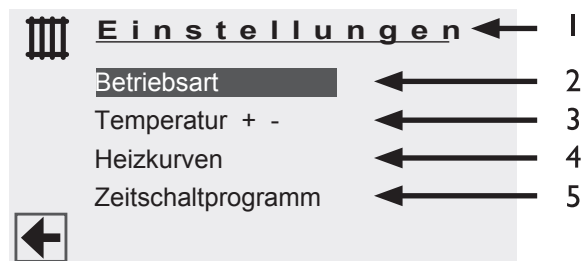 Einstellungen 1
Betriebsart 2
Temperatur + - 3
Heizkurven 4
Zeitschaltprogramm 5